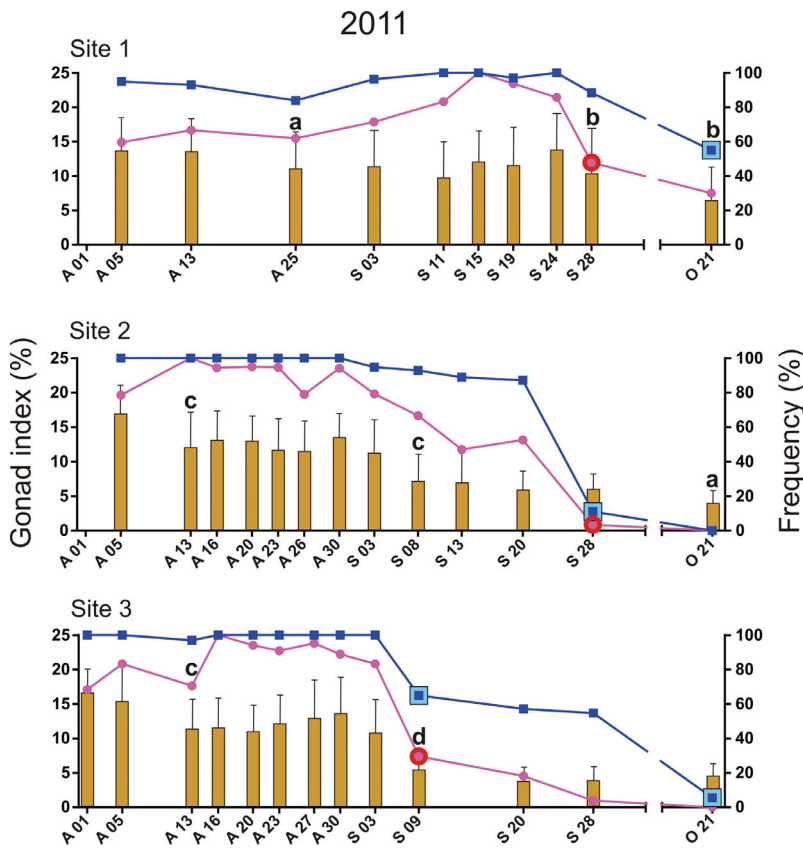 2011
Site 1
25 20 15 10 5 0
100 80 60 40 20 0
a b b
A 01 A 05 A 13 A 25 S 03 S 11 S 15 S 19 S 24 S 28 O 21
Site 2
25 20 15 10 5 0
100 80 60 40 20 0
c c a
A 01 A 05 A 13 A 16 A 20 A 23 A 26 A 30 S 03 S 08 S 13 S 20 S 28 O 21
Gonad index (%)
Frequency (%)
Site 3
25 20 15 10 5 0
100 80 60 40 20 0
c d
A 01 A 05 A 13 A 16 A 20 A 23 A 27 A 30 S 03 S 09 S 20 S 28 O 21